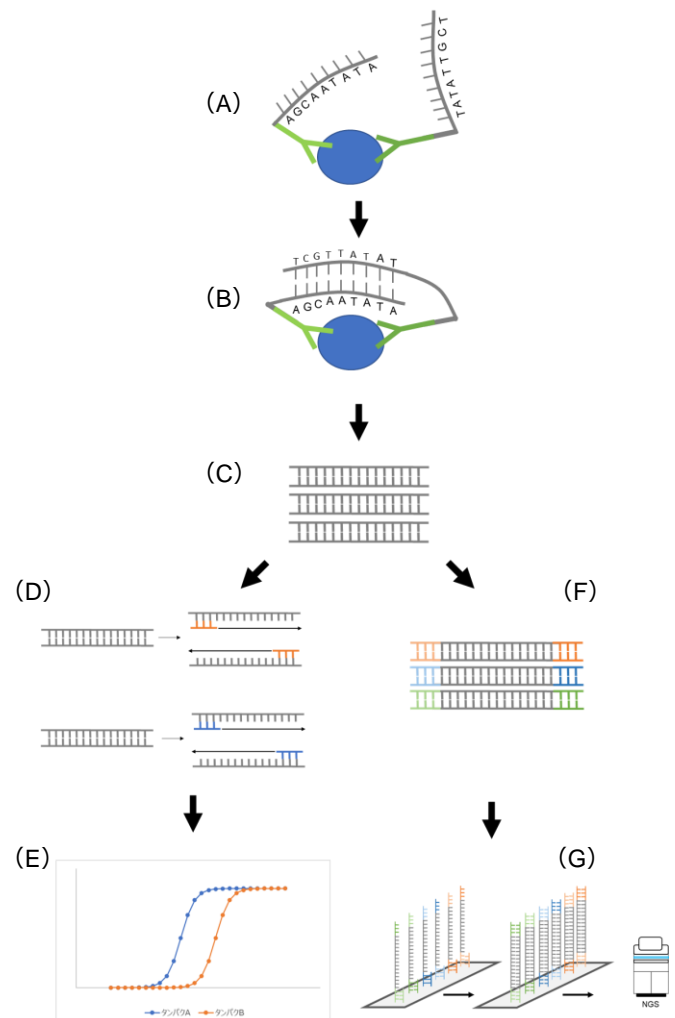 (A)
AGCAATATA
TATATTGCT
(B)
TCGTTATAT
AGCAATATA
(C)
(D)
(F)
(E)
(G)
タンパクA タンパクB
NGS